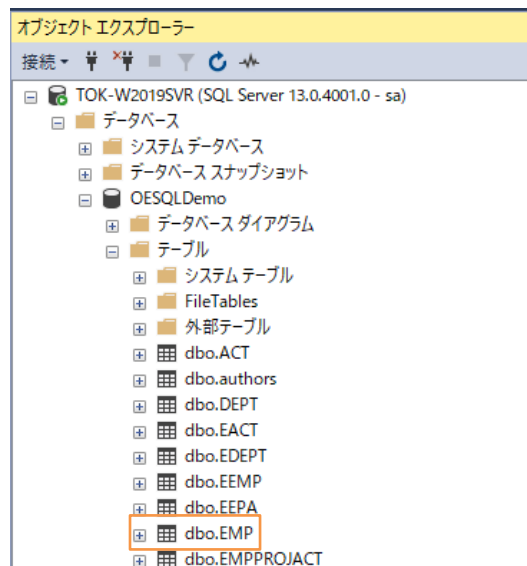 オブジェクト エクスプローラー
接続
TOK-W2019SVR (SQL Server 13.0.4001.0 - sa)
データベース
システム データベース
データベース スナップショット
OESQLDemo
データベース ダイアグラム
テーブル
システム テーブル
FileTables
外部テーブル
dbo.ACT
dbo.authors
dbo.DEPT
dbo.EACT
dbo.EDEPT
dbo.EEMP
dbo.EEPA
dbo.EMP
dbo.EMPPROJACT